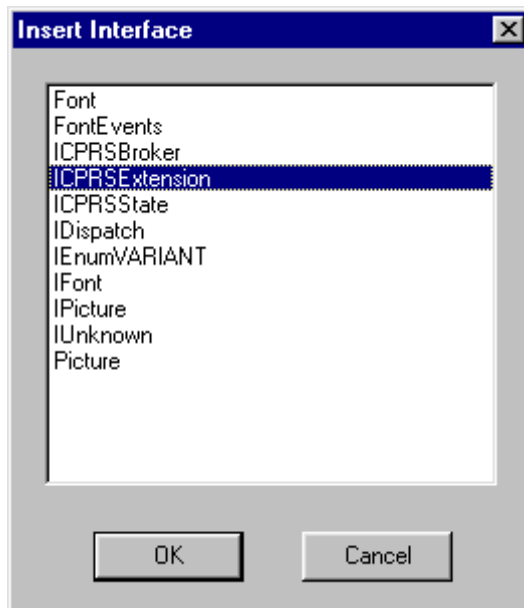 Insert Interface
Font
FontEvents
ICPRSBroker
ICPRSExtension
ICPRSState
IDispatch
IEnumVARIANT
IFont
IPicture
IUnknown
Picture
OK
Cancel